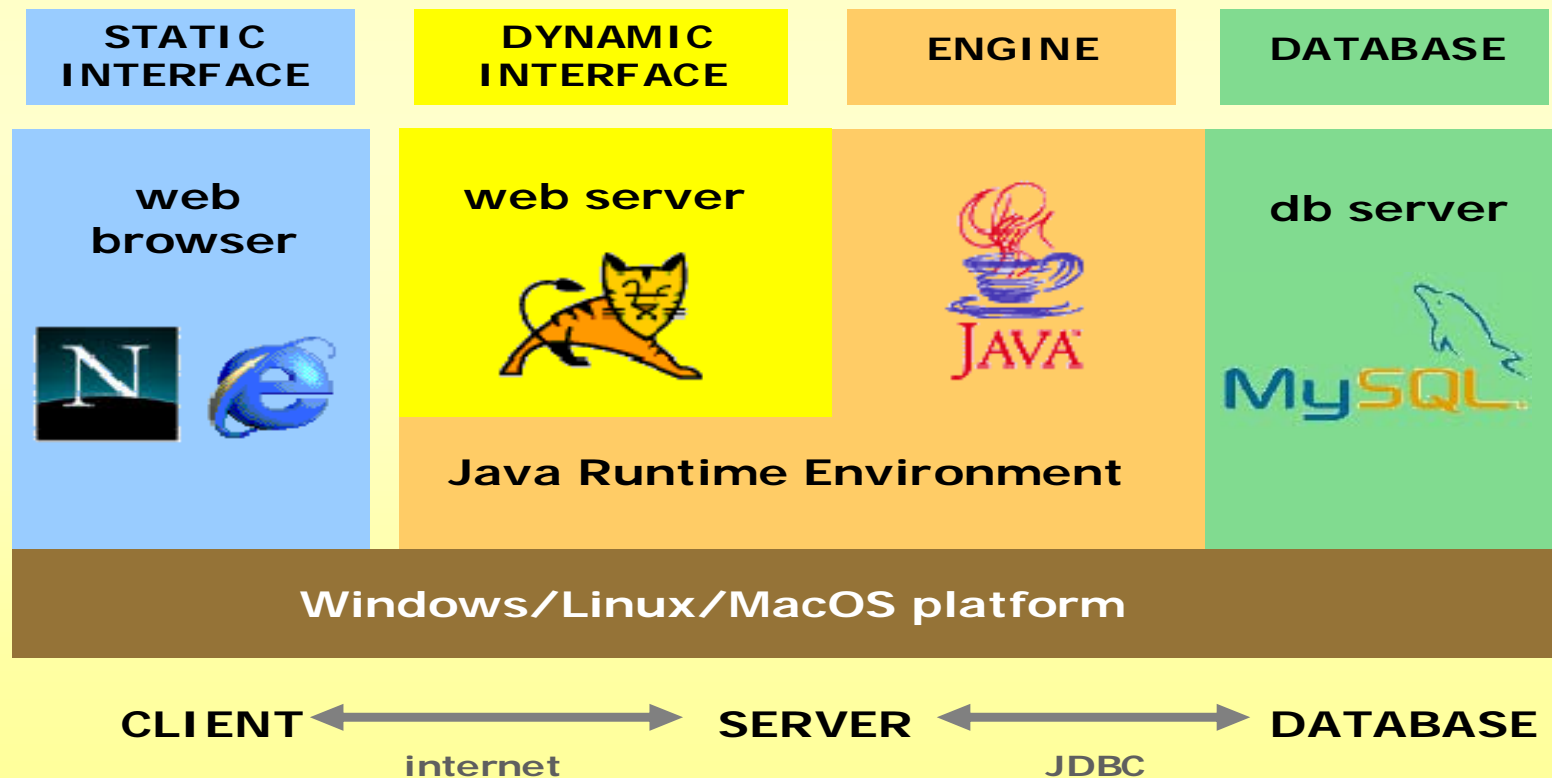 STATIC
INTERFACE
DYNAMIC
INTERFACE
ENGINE
DATABASE
web
browser
web server
db server
N
e
JAVA
MySQL
Java Runtime Environment
Windows/Linux/MacOS platform
CLIENT
SERVER
DATABASE
internet
JDBC